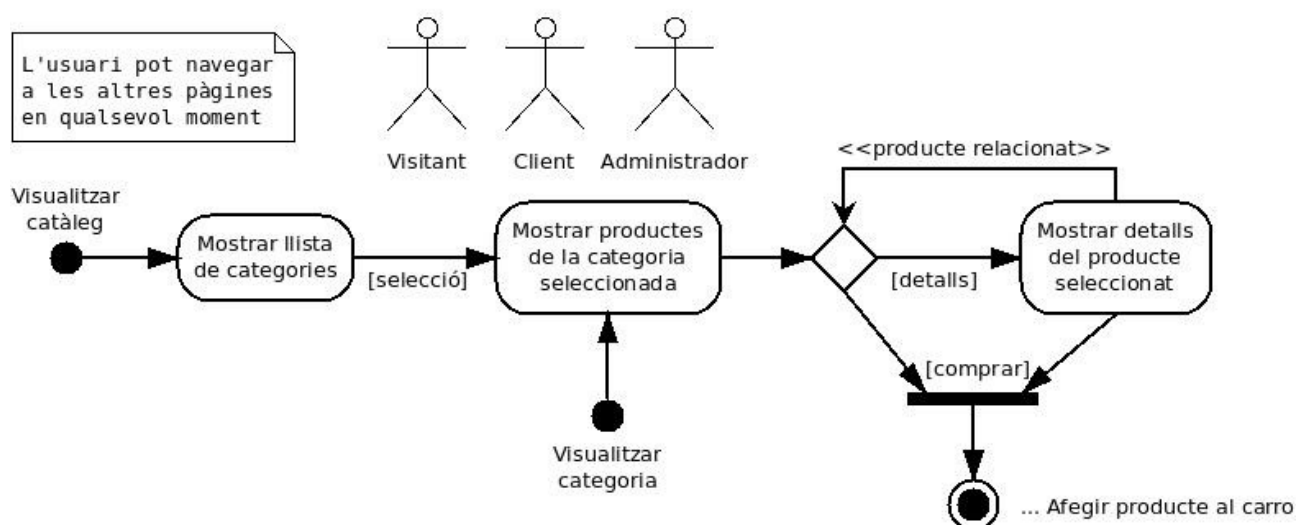 L'usuari pot navegar
a les altres pàgines
en qualsevol moment
Visitant
Client
Administrador
<<producte relacionat>>
Visualitzar
catàleg
Mostrar llista
de categories
[selecció]
Mostrar productes
de la categoria
seleccionada
[detalls]
Mostrar detalls
del producte
seleccionat
[comprar]
Visualitzar
categoria
... Afegir producte al carro